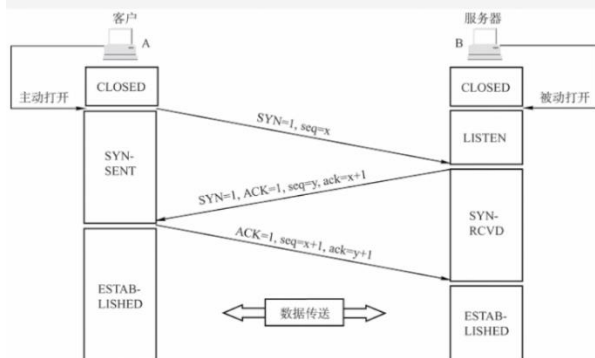 客户
服务器
A
B
CLOSED
CLOSED
主动打开
被动打开
SYN=1, seq=x
LISTEN
SYN-
SENT
SYN=1, ACK=1, seq=y, ack=x+1
SYN-
RCVD
ACK=1, seq=x+1, ack=y+1
ESTAB-
LISHED
数据传送
ESTAB-
LISHED